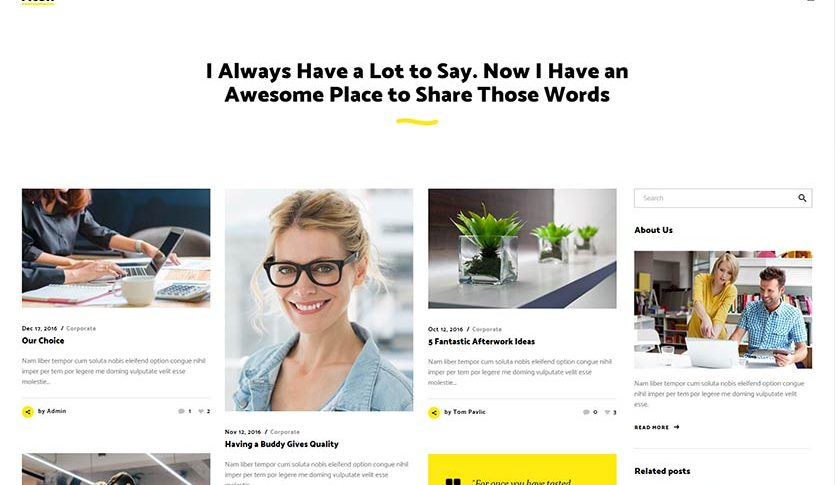 I Always Have a Lot to Say. Now I Have an
Awesome Place to Share Those Words
Dec 17, 2016 / Corporate
Our Choice
Nam liber tempor cum soluta nobis eleifend option congue nihil
imper per tem por legere me doming vulputate velit esse
molestie...
by Admin
1
2
Nov 12, 2016 / Corporate
Having a Buddy Gives Quality
Nam liber tempor cum soluta nobis eleifend option congue nihil
imper per tem por legere me doming vulputate velit esse
Oct 12, 2016 / Corporate
5 Fantastic Afterwork Ideas
Nam liber tempor cum soluta nobis eleifend option congue nihil
imper per tem por legere me doming vulputate velit esse
molestie...
by Tom Pavlic
0
3
"For once you have tasted
Search
About Us
Nam liber tempor cum soluta nobis eleifend option congue
nihil imper per tem por legere me doming vulputate velit
esse.
READ MORE
Related posts